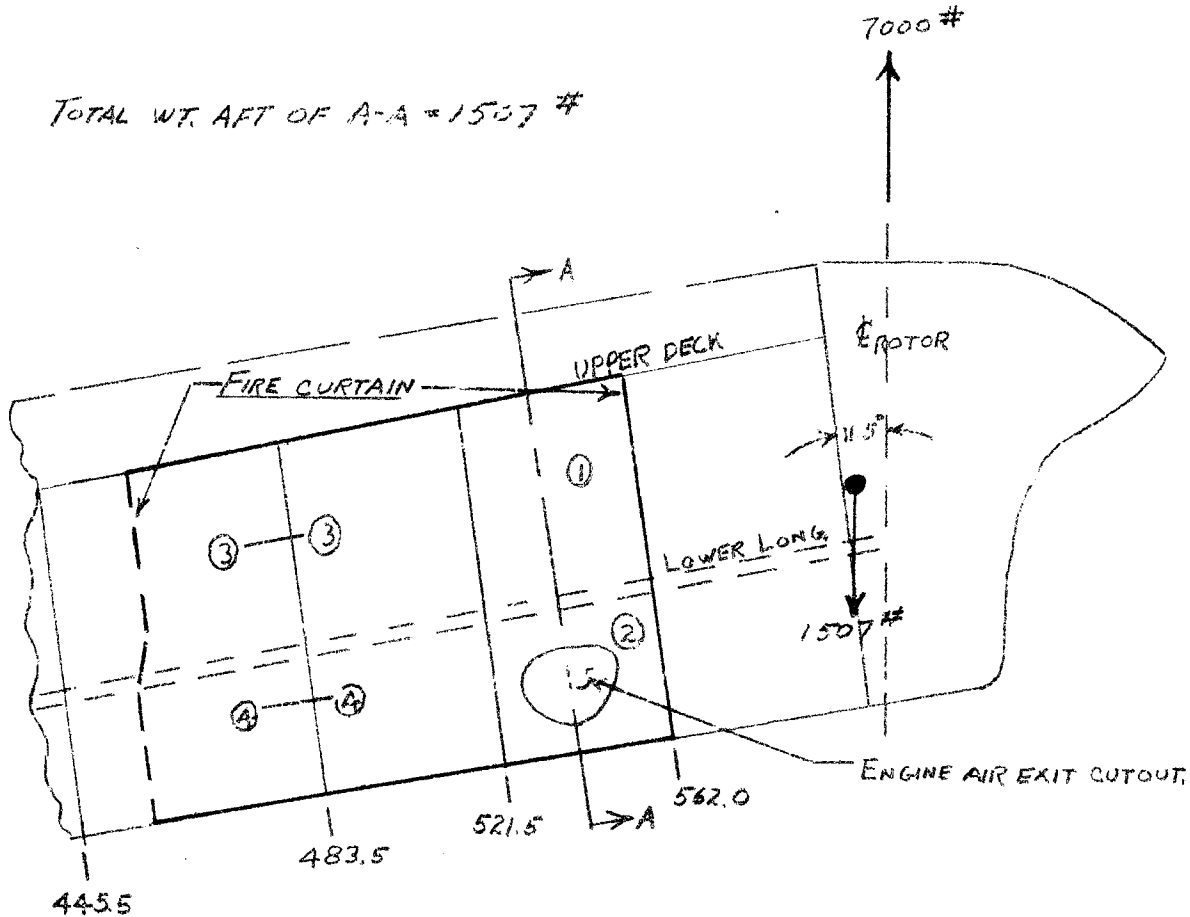 7000 #
TOTAL WT. AFT OF A-A = 1507 #
A
UPPER DECK
℄ ROTOR
FIRE CURTAIN
11.5°
①
③ ③
LOWER LONG.
②
1507 #
④ ④
ENGINE AIR EXIT CUTOUT.
562.0
A
521.5
483.5
445.5